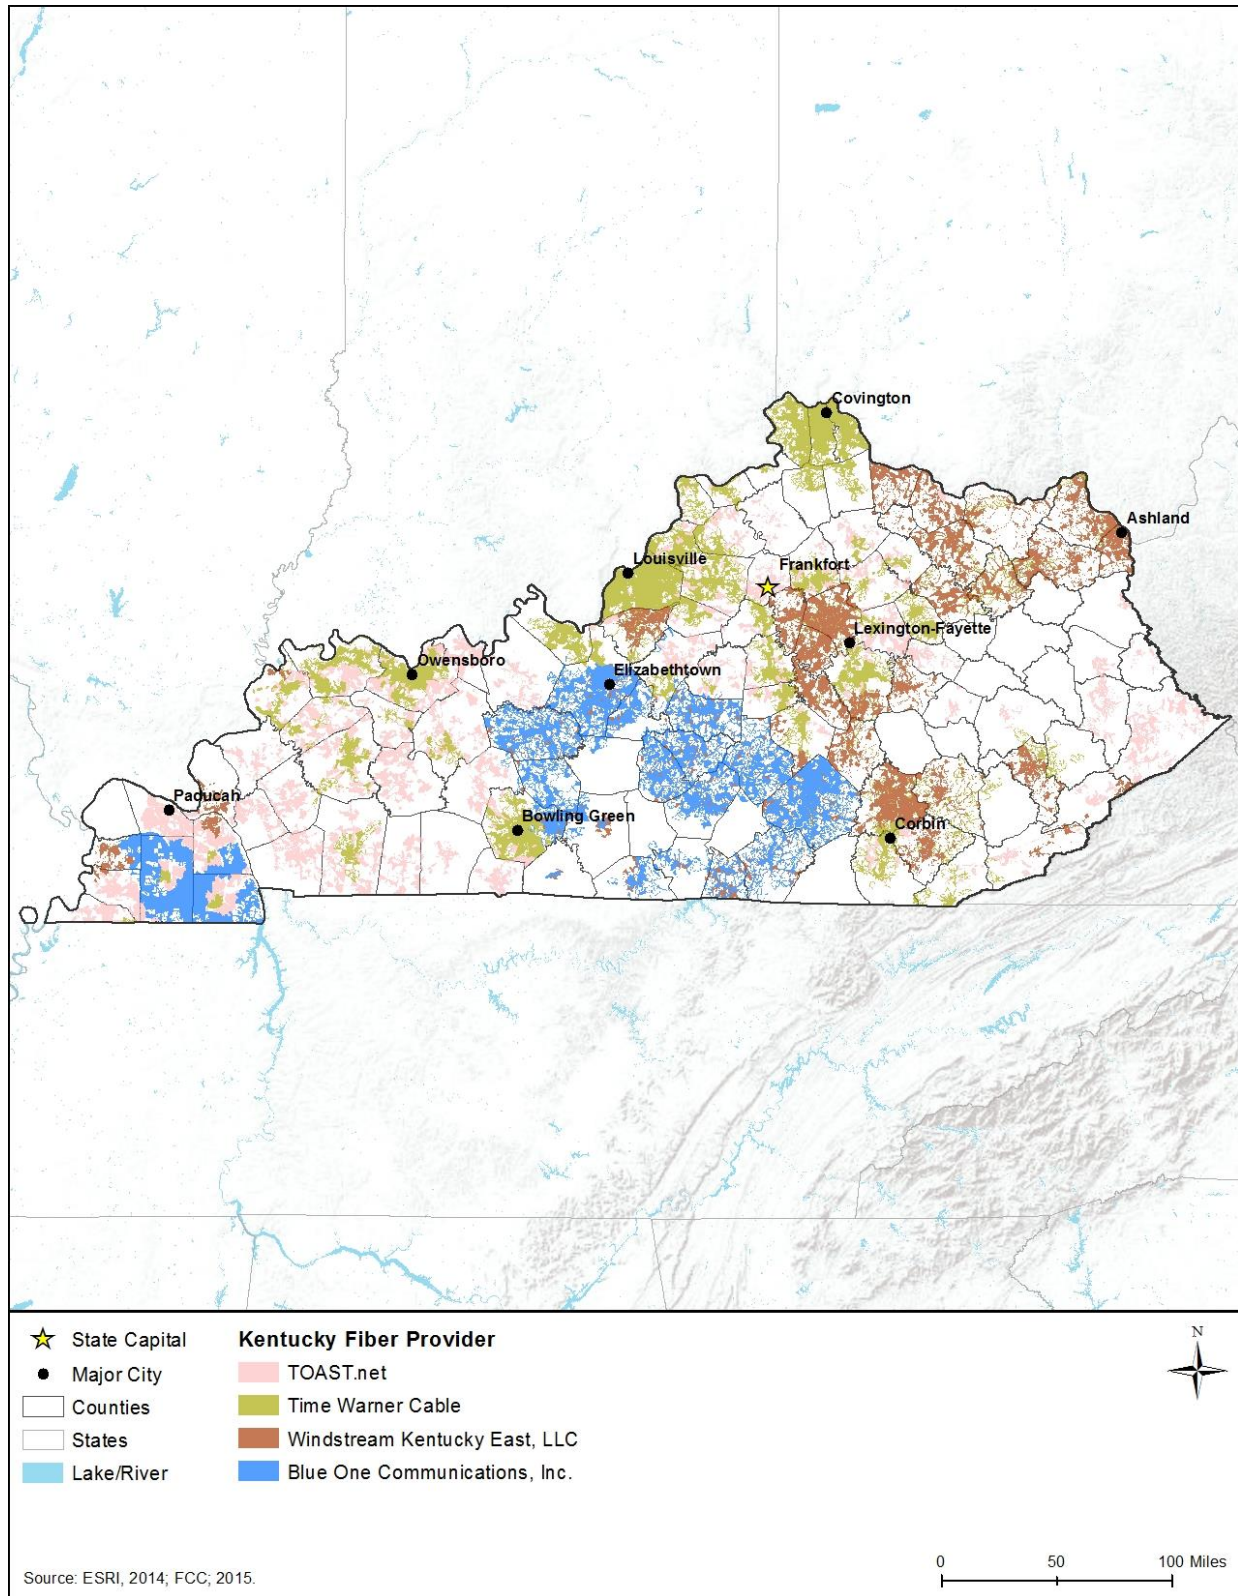 Covington
Ashland
Louisville
Frankfort
Lexington-Fayette
Owensboro
Elizabethtown
Paducah
Bowling Green
Corbin
State Capital
Major City
Counties
States
Lake/River
Kentucky Fiber Provider
TOAST.net
Time Warner Cable
Windstream Kentucky East, LLC
Blue One Communications, Inc.
N
0 50 100 Miles
Source: ESRI, 2014; FCC; 2015.